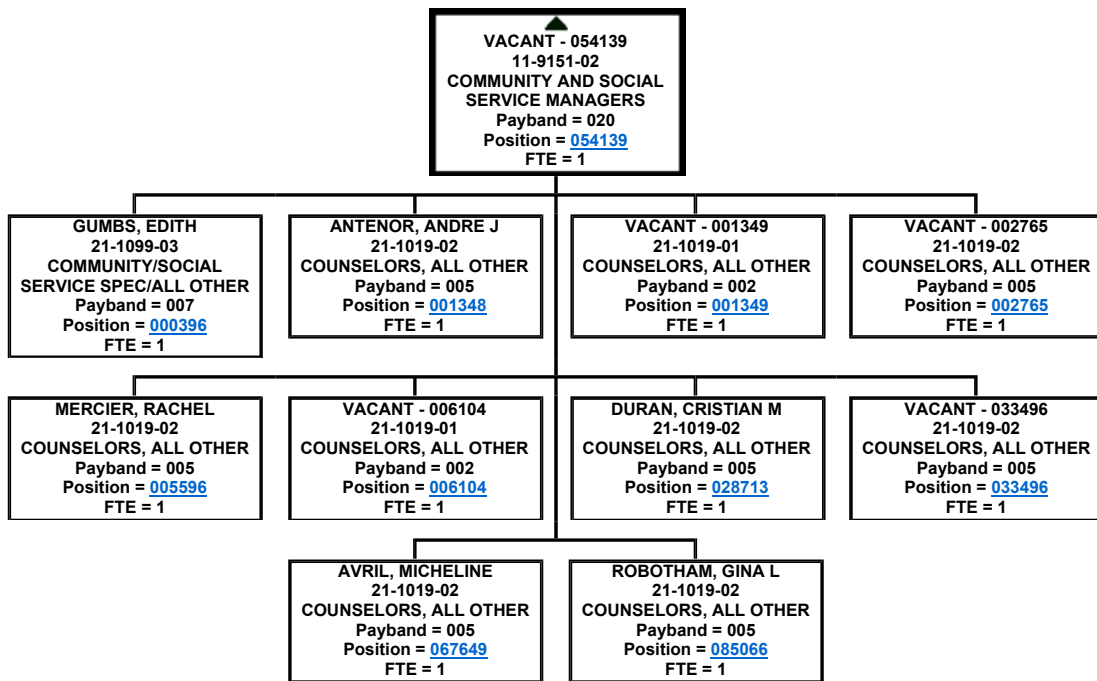 VACANT - 054139
11-9151-02
COMMUNITY AND SOCIAL
SERVICE MANAGERS
Payband = 020
Position = 054139
FTE = 1
GUMBS, EDITH
21-1099-03
COMMUNITY/SOCIAL
SERVICE SPEC/ALL OTHER
Payband = 007
Position = 000396
FTE = 1
ANTENOR, ANDRE J
21-1019-02
COUNSELORS, ALL OTHER
Payband = 005
Position = 001348
FTE = 1
VACANT - 001349
21-1019-01
COUNSELORS, ALL OTHER
Payband = 002
Position = 001349
FTE = 1
VACANT - 002765
21-1019-02
COUNSELORS, ALL OTHER
Payband = 005
Position = 002765
FTE = 1
MERCIER, RACHEL
21-1019-02
COUNSELORS, ALL OTHER
Payband = 005
Position = 005596
FTE = 1
VACANT - 006104
21-1019-01
COUNSELORS, ALL OTHER
Payband = 002
Position = 006104
FTE = 1
DURAN, CRISTIAN M
21-1019-02
COUNSELORS, ALL OTHER
Payband = 005
Position = 028713
FTE = 1
VACANT - 033496
21-1019-02
COUNSELORS, ALL OTHER
Payband = 005
Position = 033496
FTE = 1
AVRIL, MICHELINE
21-1019-02
COUNSELORS, ALL OTHER
Payband = 005
Position = 067649
FTE = 1
ROBOTHAM, GINA L
21-1019-02
COUNSELORS, ALL OTHER
Payband = 005
Position = 085066
FTE = 1